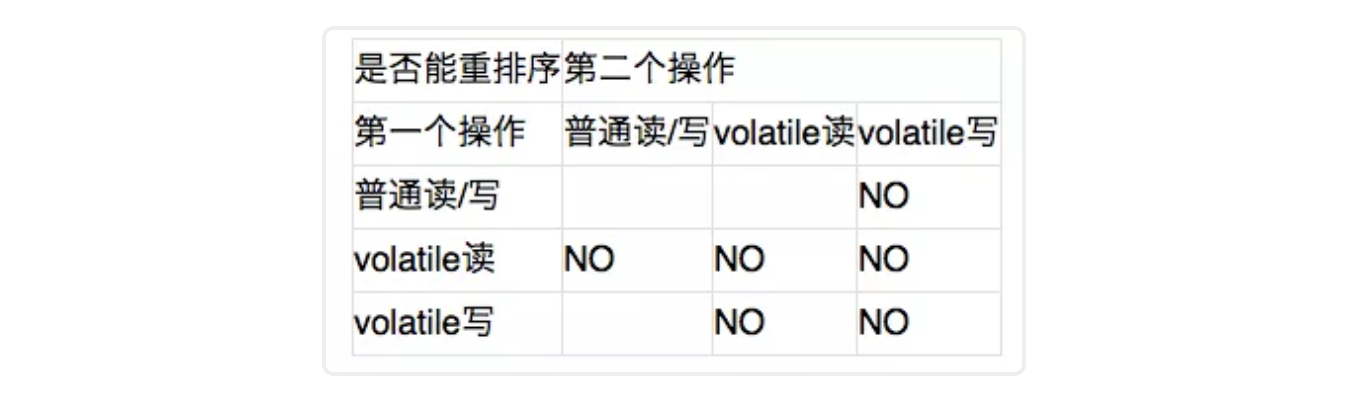 是否能重排序 第二个操作
第一个操作 普通读/写 volatile读 volatile写
普通读/写 NO
volatile读 NO NO NO
volatile写 NO NO